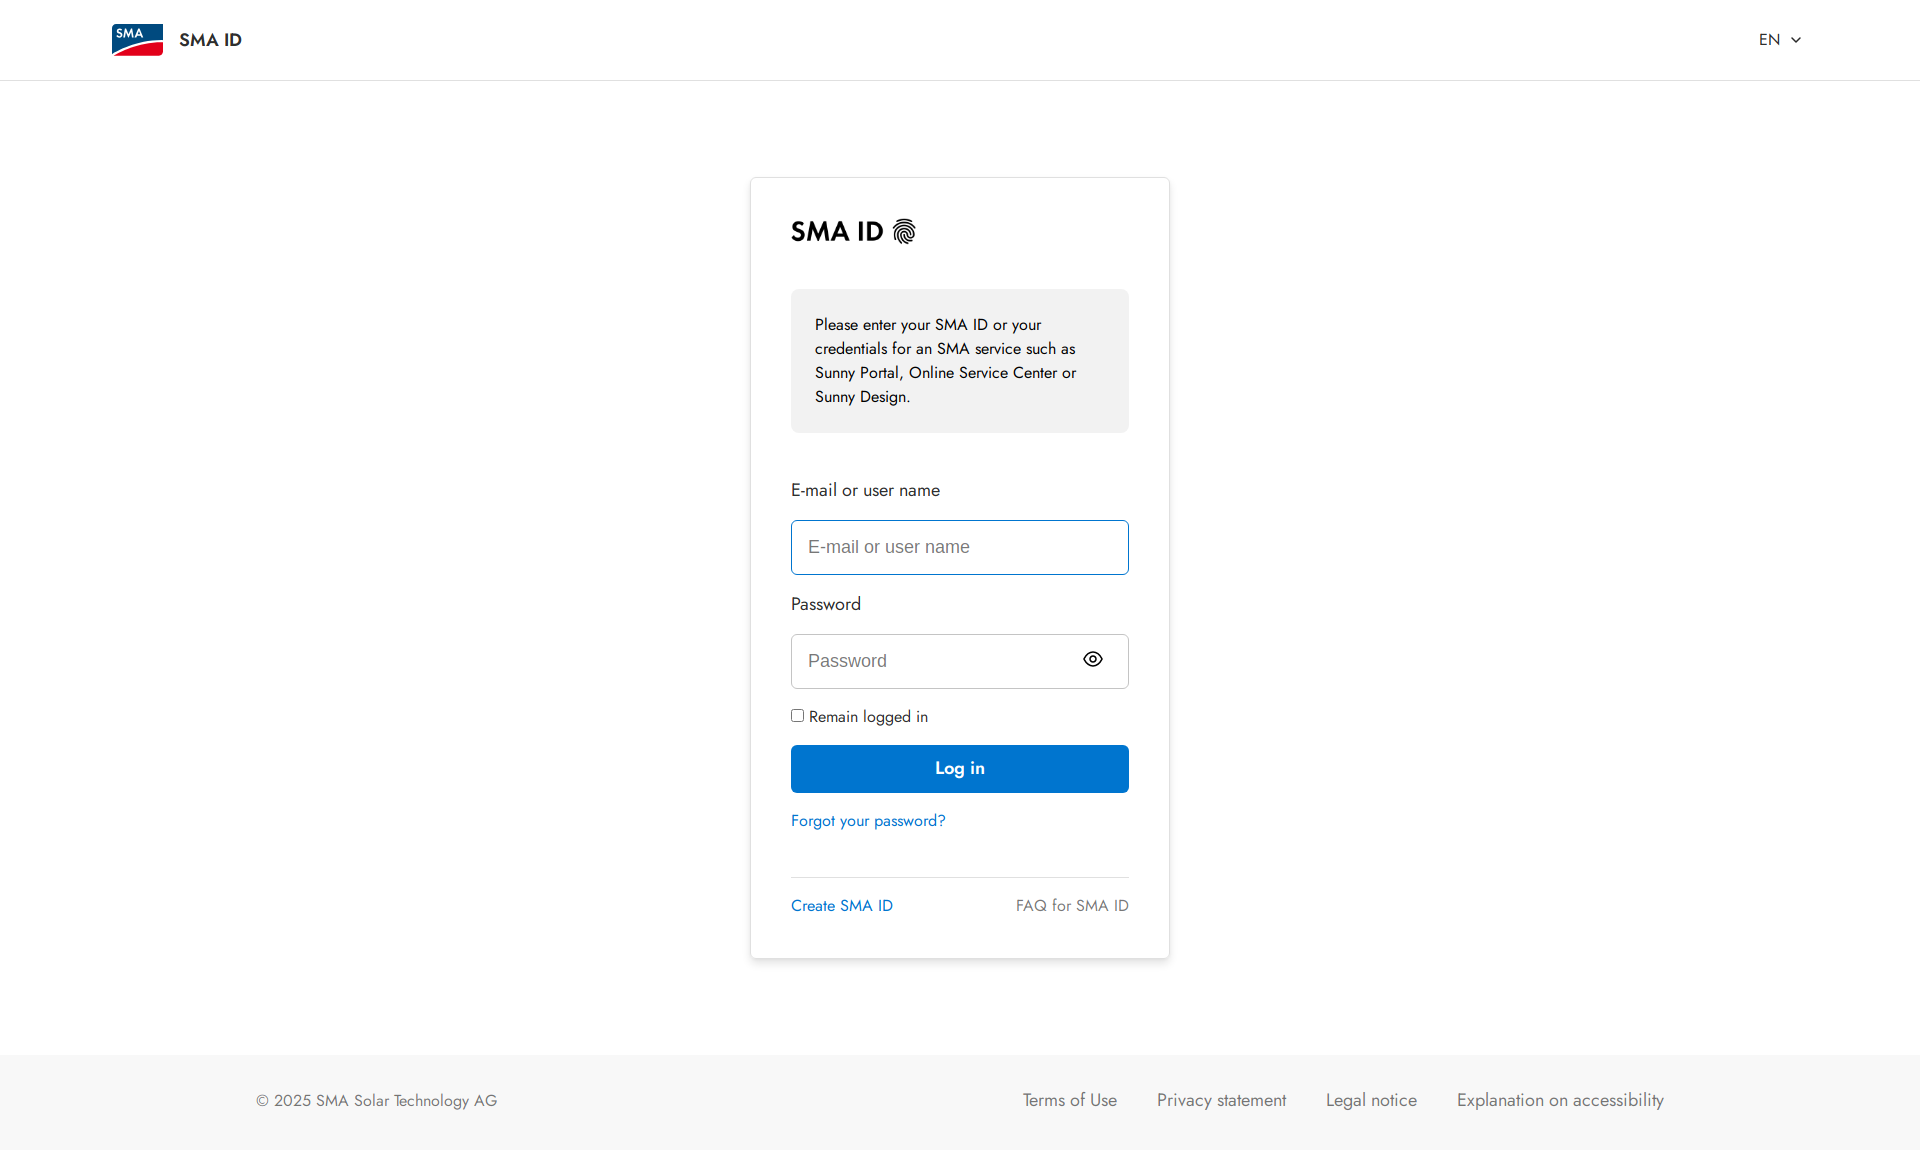 SMA
SMA ID
EN
SMA ID
Please enter your SMA ID or your
credentials for an SMA service such as
Sunny Portal, Online Service Center or
Sunny Design.
E-mail or user name
E-mail or user name
Password
Password
Remain logged in
Log in
Forgot your password?
Create SMA ID
FAQ for SMA ID
© 2025 SMA Solar Technology AG
Terms of Use
Privacy statement
Legal notice
Explanation on accessibility